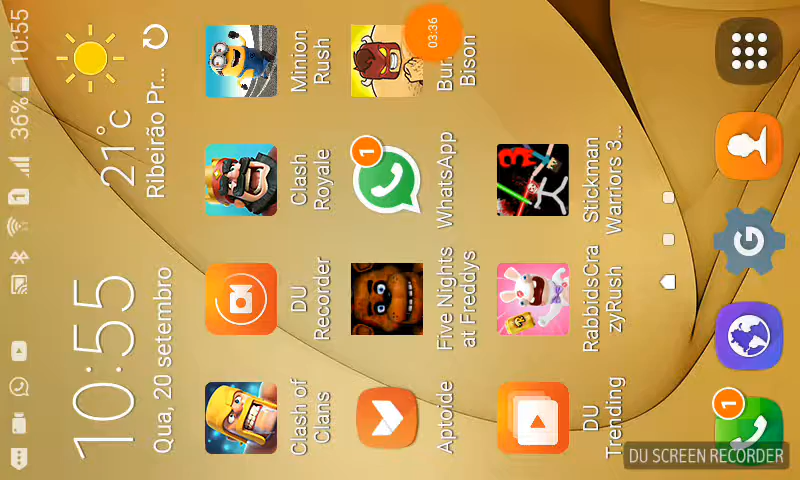 36% 10:55
10:55
Qua, 20 setembro
21°c
Ribeirão Pr...
Clash of
Clans
DU
Recorder
Clash
Royale
Minion
Rush
Aptoide
Five Nights
at Freddys
1
WhatsApp
03:36
Bison
DU
Trending
RabbidsCra
zyRush
3
Stickman
Warriors 3...
1
G
DU SCREEN RECORDER